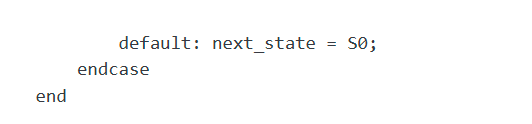 default: next_state = S0;
endcase
end